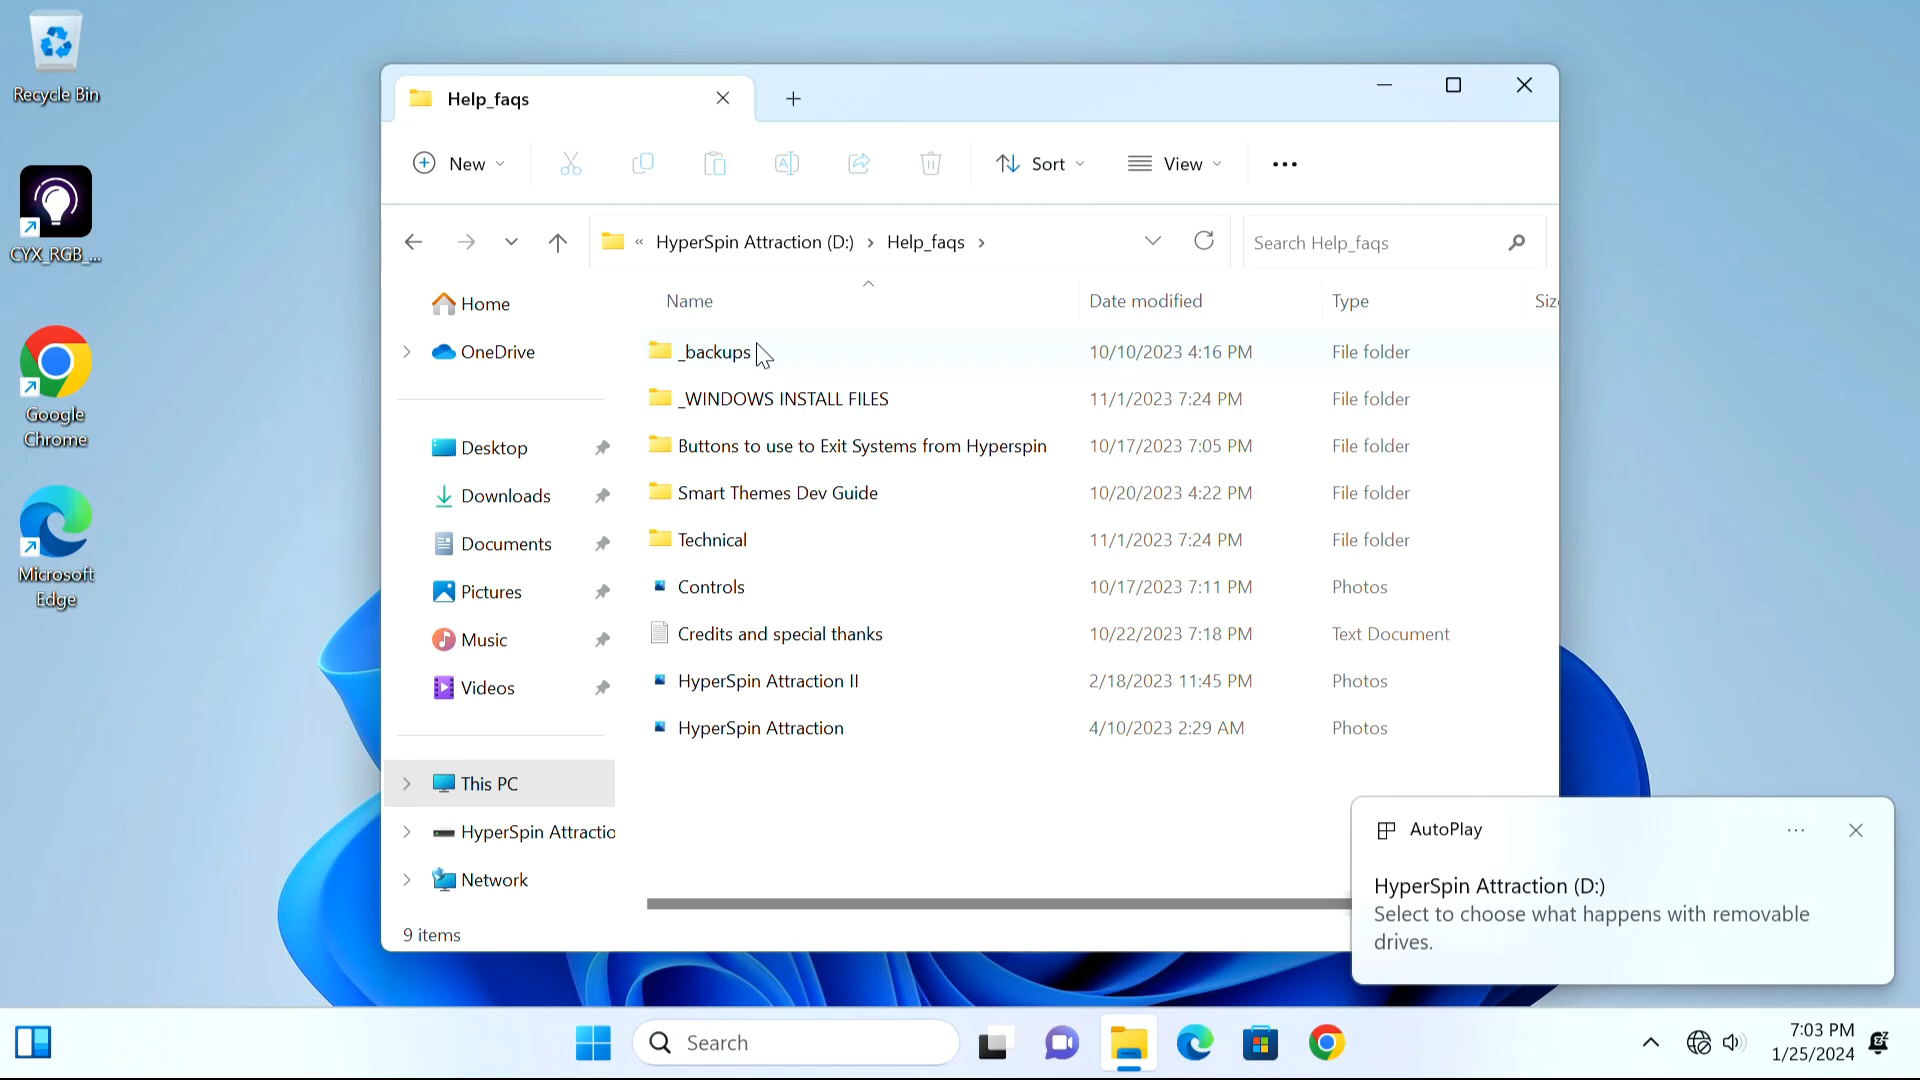 Recycle Bin
CYX_RGB_...
Google
Chrome
Microsoft
Edge
Help_faqs
New
Sort
View
« HyperSpin Attraction (D:) › Help_faqs ›
Search Help_faqs
Home
OneDrive
Desktop
Downloads
Documents
Pictures
Music
Videos
This PC
HyperSpin Attractio
Network
Name Date modified Type Siz
_backups 10/10/2023 4:16 PM File folder
_WINDOWS INSTALL FILES 11/1/2023 7:24 PM File folder
Buttons to use to Exit Systems from Hyperspin 10/17/2023 7:05 PM File folder
Smart Themes Dev Guide 10/20/2023 4:22 PM File folder
Technical 11/1/2023 7:24 PM File folder
Controls 10/17/2023 7:11 PM Photos
Credits and special thanks 10/22/2023 7:18 PM Text Document
HyperSpin Attraction II 2/18/2023 11:45 PM Photos
HyperSpin Attraction 4/10/2023 2:29 AM Photos
9 items
AutoPlay
HyperSpin Attraction (D:)
Select to choose what happens with removable
drives.
Search
7:03 PM
1/25/2024